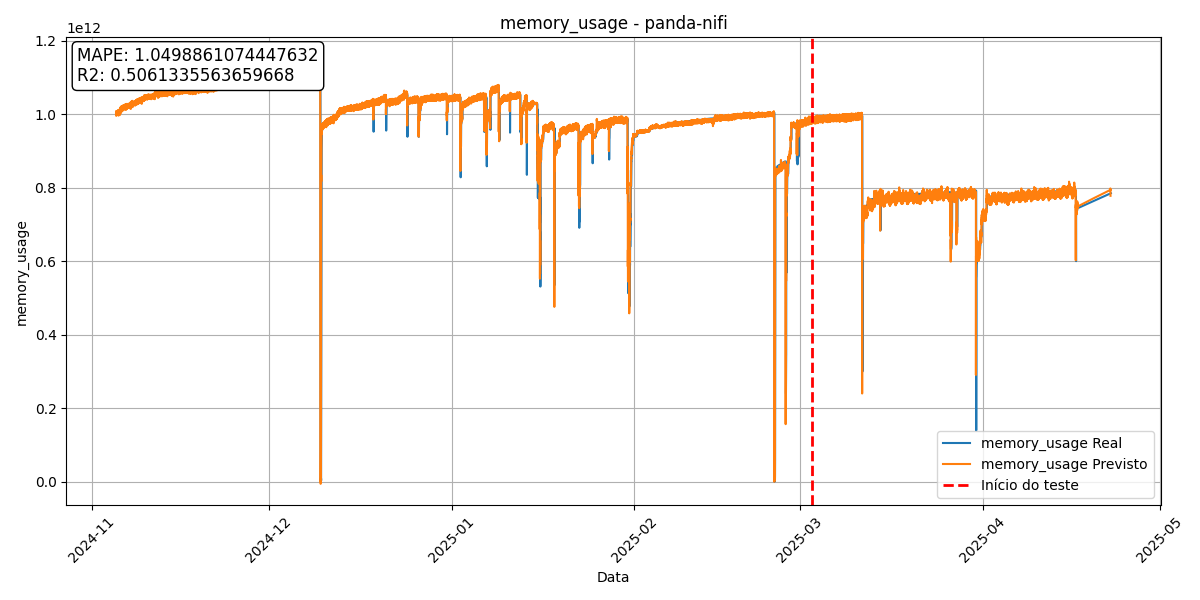 memory_usage - panda-nifi
1e12
MAPE: 1.0498861074447632
R2: 0.5061335563659668
1.2
1.0
0.8
0.6
0.4
0.2
0.0
memory_usage
memory_usage Real
memory_usage Previsto
Início do teste
2024-11
2024-12
2025-01
2025-02
2025-03
2025-04
2025-05
Data